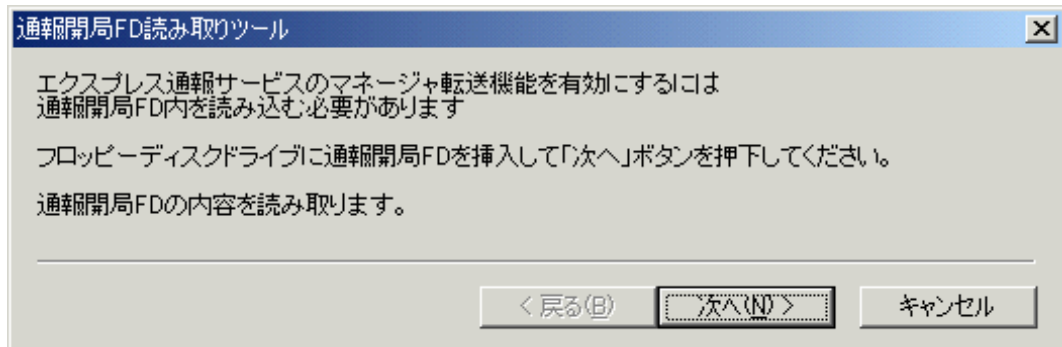 通報開局FD読み取りツール
エクスプレス通報サービスのマネージャ転送機能を有効にするには
通報開局FD内を読み込む必要があります
フロッピーディスクドライブに通報開局FDを挿入して「次へ」ボタンを押下してください。
通報開局FDの内容を読み取ります。
< 戻る(B) 次へ(N) > キャンセル